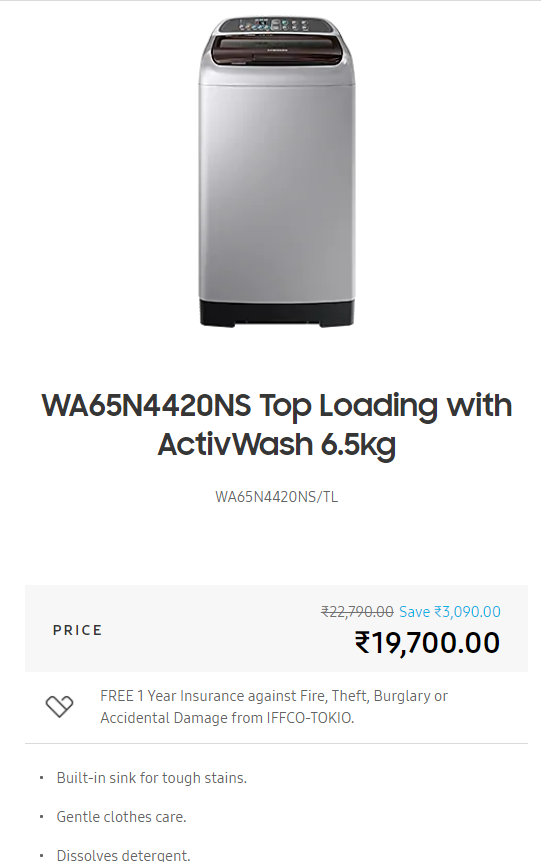 WA65N4420NS Top Loading with
ActivWash 6.5kg
WA65N4420NS/TL
PRICE
₹22,790.00 Save ₹3,090.00
₹19,700.00
FREE 1 Year Insurance against Fire, Theft, Burglary or
Accidental Damage from IFFCO-TOKIO.
• Built-in sink for tough stains.
• Gentle clothes care.
• Dissolves detergent.